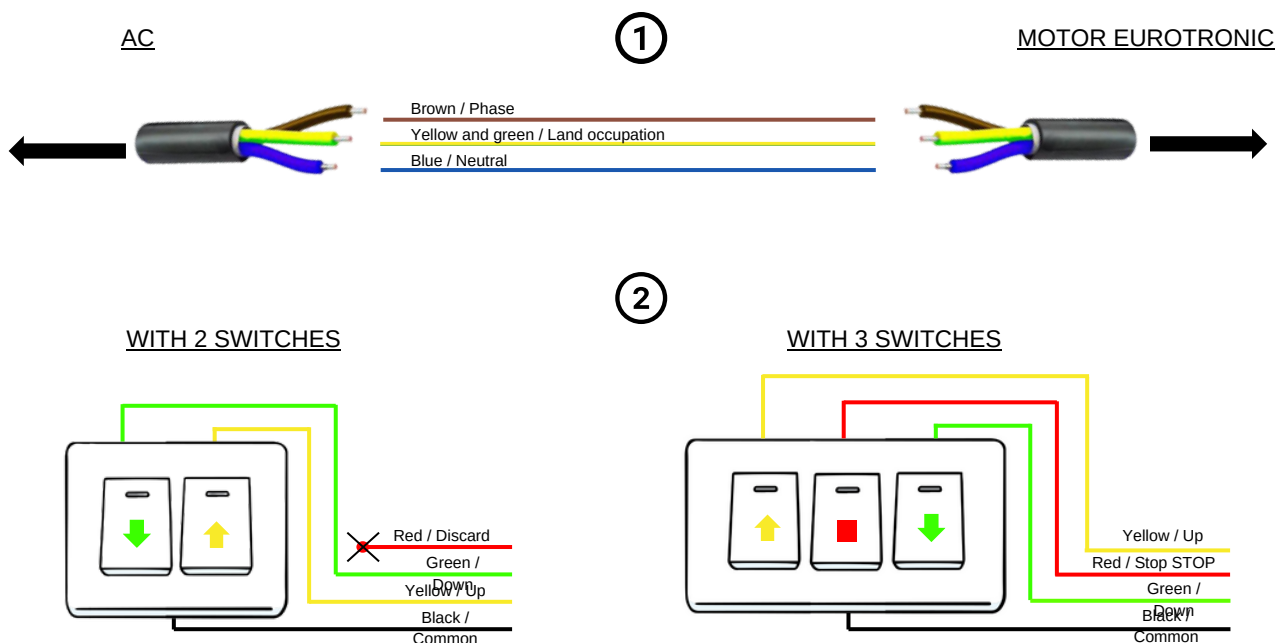 1
AC
MOTOR EUROTRONIC
Brown / Phase
Yellow and green / Land occupation
Blue / Neutral
2
WITH 2 SWITCHES
WITH 3 SWITCHES
Red / Discard
Green /
Down
Yellow / Up
Black /
Common
Yellow / Up
Red / Stop STOP
Green /
Down
Black /
Common